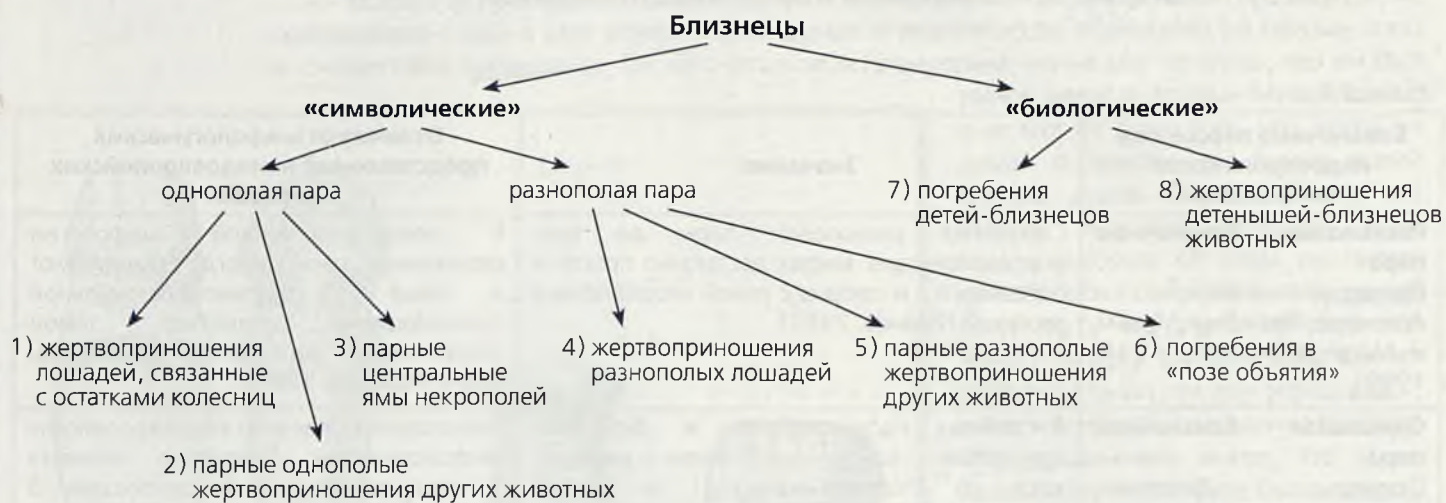 Близнецы
«символические»
«биологические»
однополая пара
разнополая пара
7) погребения
детей-близнецов
8) жертвоприношения
детенышей-близнецов
животных
1) жертвоприношения
лошадей, связанные
с остатками колесниц
3) парные
центральные
ямы некрополей
4) жертвоприношения
разнополых лошадей
5) парные разнополые
жертвоприношения
других животных
6) погребения в
«позе объятия»
2) парные однополые
жертвоприношения других животных